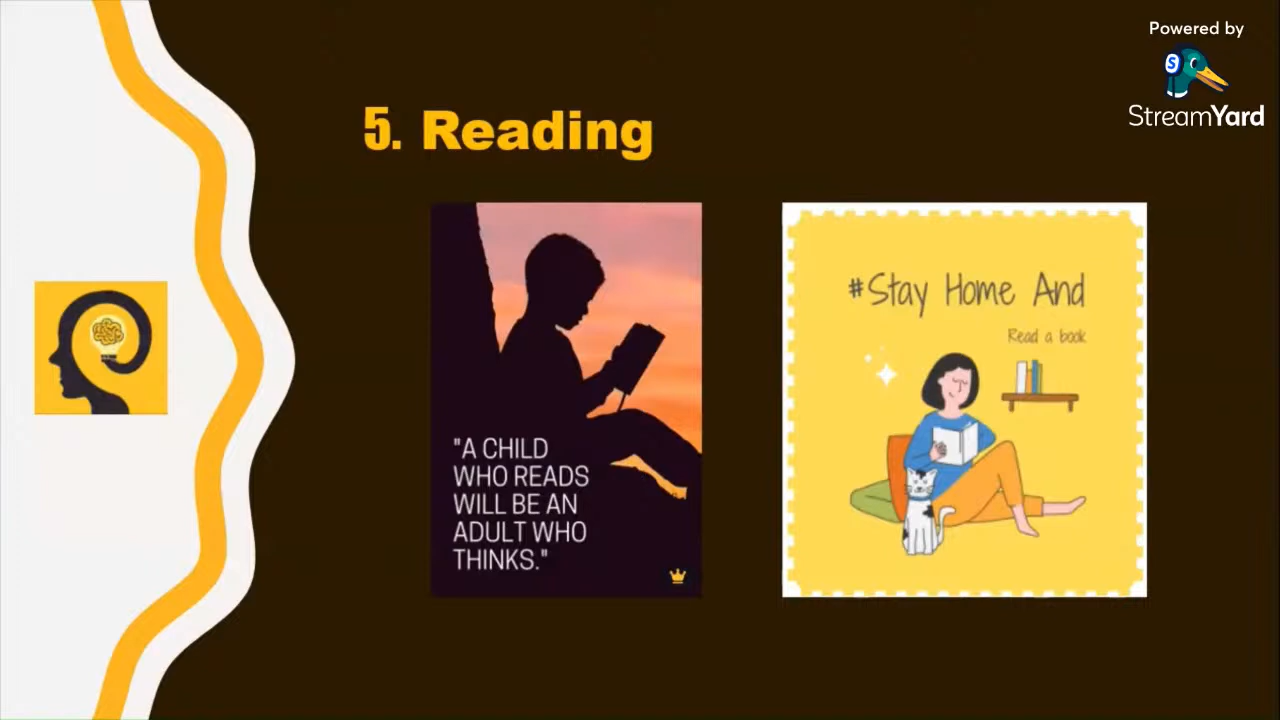 Powered by
S
StreamYard
5. Reading
"A CHILD
WHO READS
WILL BE AN
ADULT WHO
THINKS."
#Stay Home And
Read a book